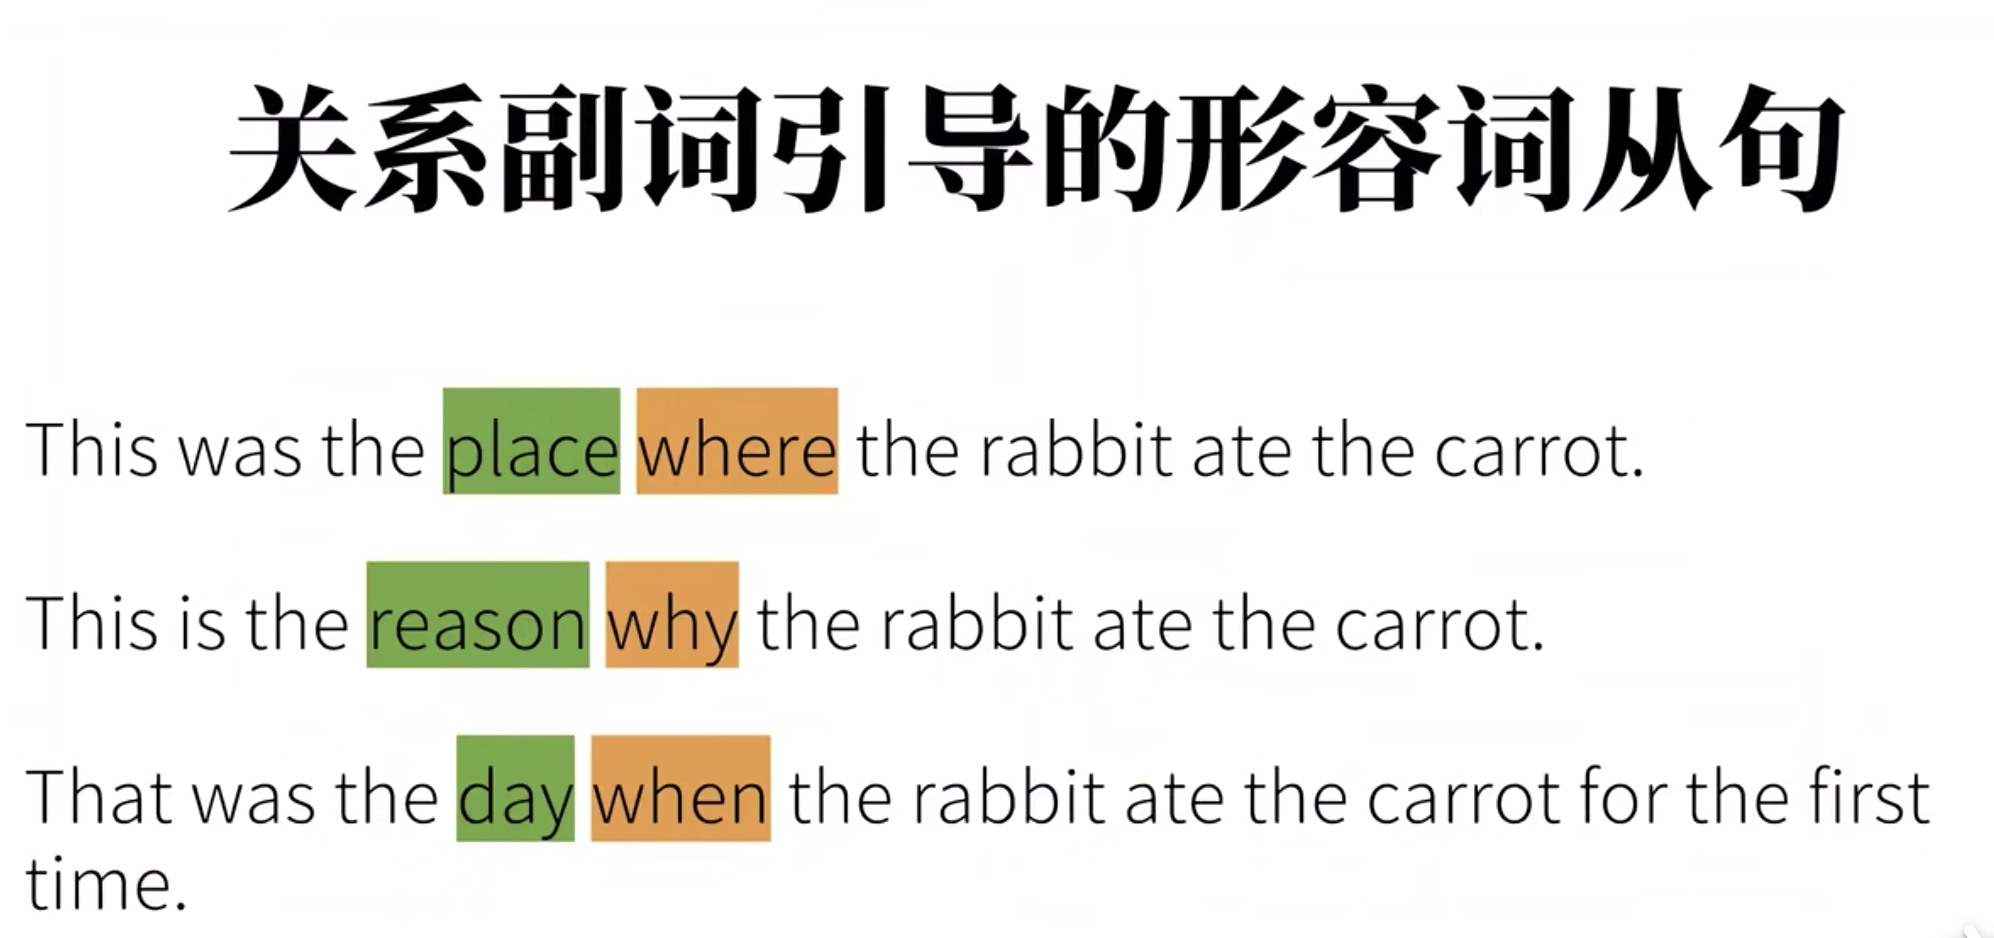 关系副词引导的形容词从句
This was the place where the rabbit ate the carrot.
This is the reason why the rabbit ate the carrot.
That was the day when the rabbit ate the carrot for the first
time.